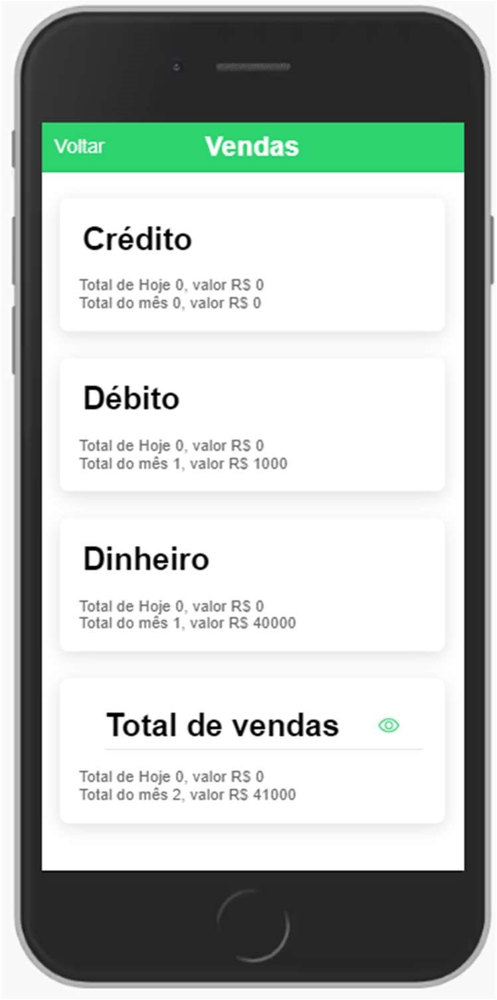 Voltar Vendas
Crédito
Total de Hoje 0, valor R$ 0
Total do mês 0, valor R$ 0
Débito
Total de Hoje 0, valor R$ 0
Total do mês 1, valor R$ 1000
Dinheiro
Total de Hoje 0, valor R$ 0
Total do mês 1, valor R$ 40000
Total de vendas
Total de Hoje 0, valor R$ 0
Total do mês 2, valor R$ 41000